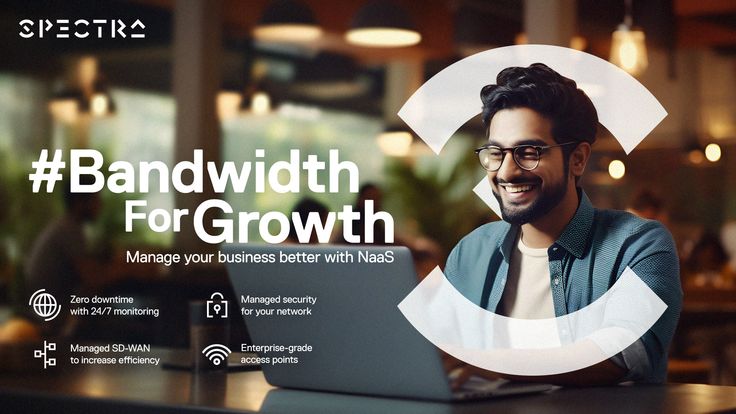 SPECTRA
#Bandwidth
For Growth
Manage your business better with NaaS
Zero downtime
with 24/7 monitoring
Managed security
for your network
Managed SD-WAN
to increase efficiency
Enterprise-grade
access points